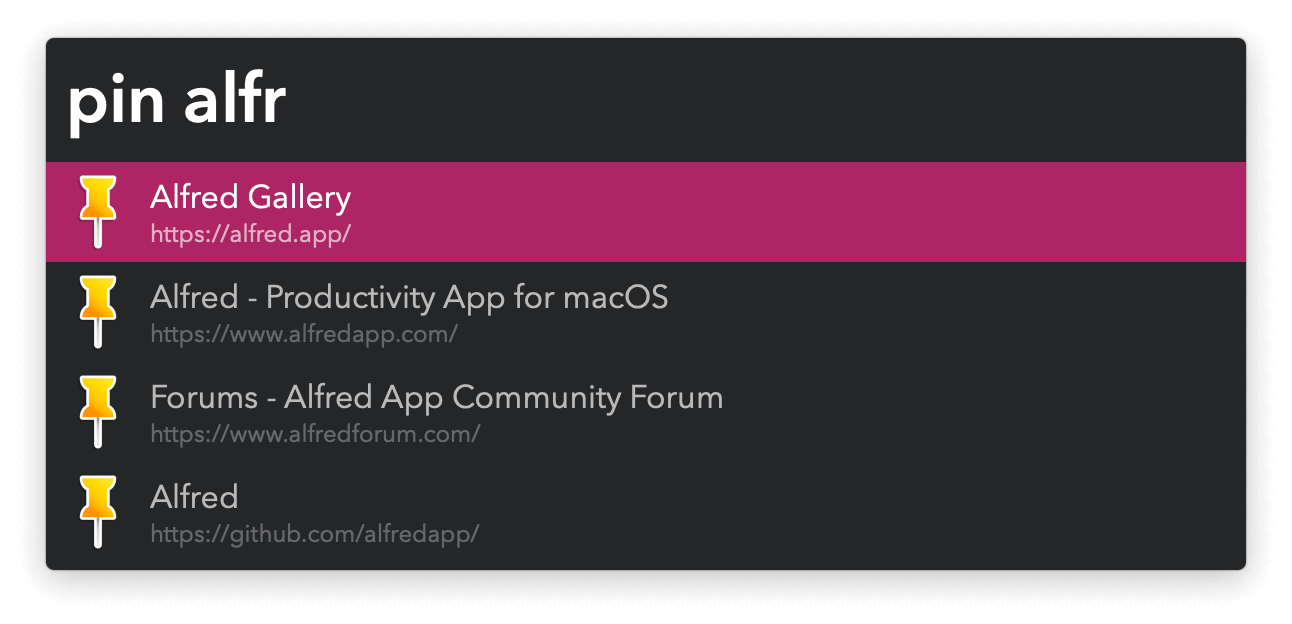 pin alfr
Alfred Gallery
https://alfred.app/
Alfred - Productivity App for macOS
https://www.alfredapp.com/
Forums - Alfred App Community Forum
https://www.alfredforum.com/
Alfred
https://github.com/alfredapp/